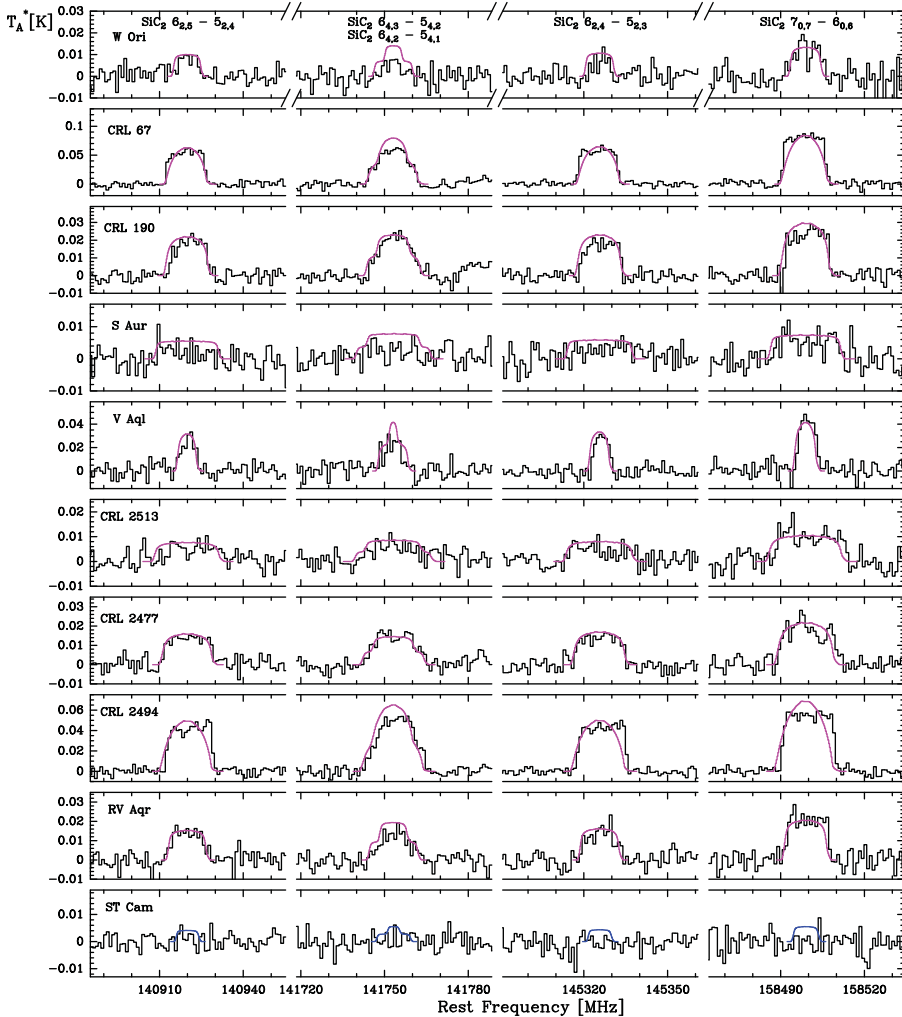 T_A*[K]
SiC₂ 6₂,₅ − 5₂,₄
SiC₂ 6₄,₃ − 5₄,₂
SiC₂ 6₄,₂ − 5₄,₁
SiC₂ 6₂,₄ − 5₂,₃
SiC₂ 7₀,₇ − 6₀,₆
W Ori
0.03
0.02
0.01
0
−0.01
CRL 67
0.1
0.05
0
CRL 190
0.03
0.02
0.01
0
−0.01
S Aur
0.01
0
−0.01
V Aql
0.04
0.02
0
CRL 2513
0.02
0.01
0
−0.01
CRL 2477
0.03
0.02
0.01
0
−0.01
CRL 2494
0.06
0.04
0.02
0
RV Aqr
0.03
0.02
0.01
0
−0.01
ST Cam
0.01
0
−0.01
140910 140940 141720 141750 141780 145320 145350 158490 158520
Rest Frequency [MHz]